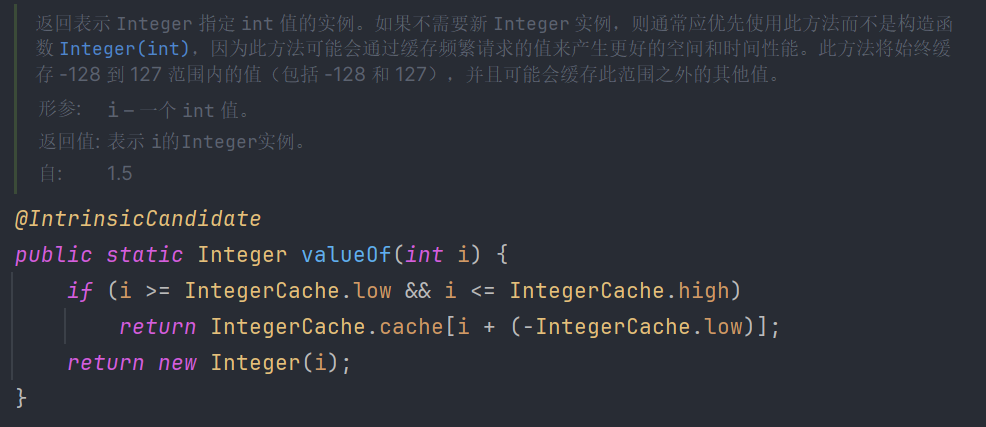 返回表示 Integer 指定 int 值的实例。如果不需要新 Integer 实例，则通常应优先使用此方法而不是构造函
数 Integer(int)，因为此方法可能会通过缓存频繁请求的值来产生更好的空间和时间性能。此方法将始终缓
存 -128 到 127 范围内的值（包括 -128 和 127），并且可能会缓存此范围之外的其他值。
形参: i – 一个 int 值。
返回值: 表示 i的Integer实例。
自: 1.5
@IntrinsicCandidate
public static Integer valueOf(int i) {
if (i >= IntegerCache.low && i <= IntegerCache.high)
return IntegerCache.cache[i + (-IntegerCache.low)];
return new Integer(i);
}